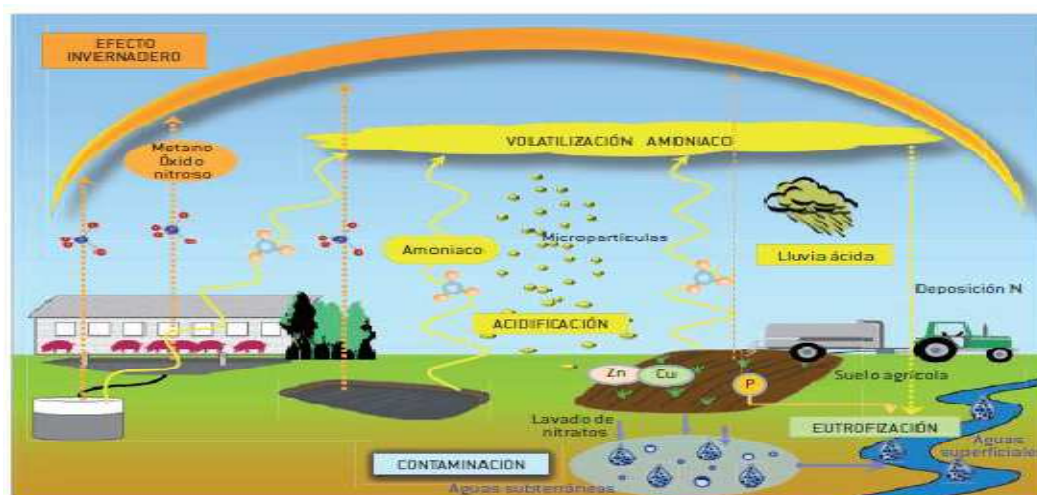 EFECTO
INVERNADERO
Metano
Óxido
nitroso
VOLATILIZACIÓN AMONIACO
Amoniaco
Micropartículas
Lluvia ácida
Deposición N
ACIDIFICACIÓN
Zn
Cu
P
Suelo agrícola
Lavado de
nitratos
EUTROFIZACIÓN
Aguas
superficiales
CONTAMINACION
Aguas subterráneas